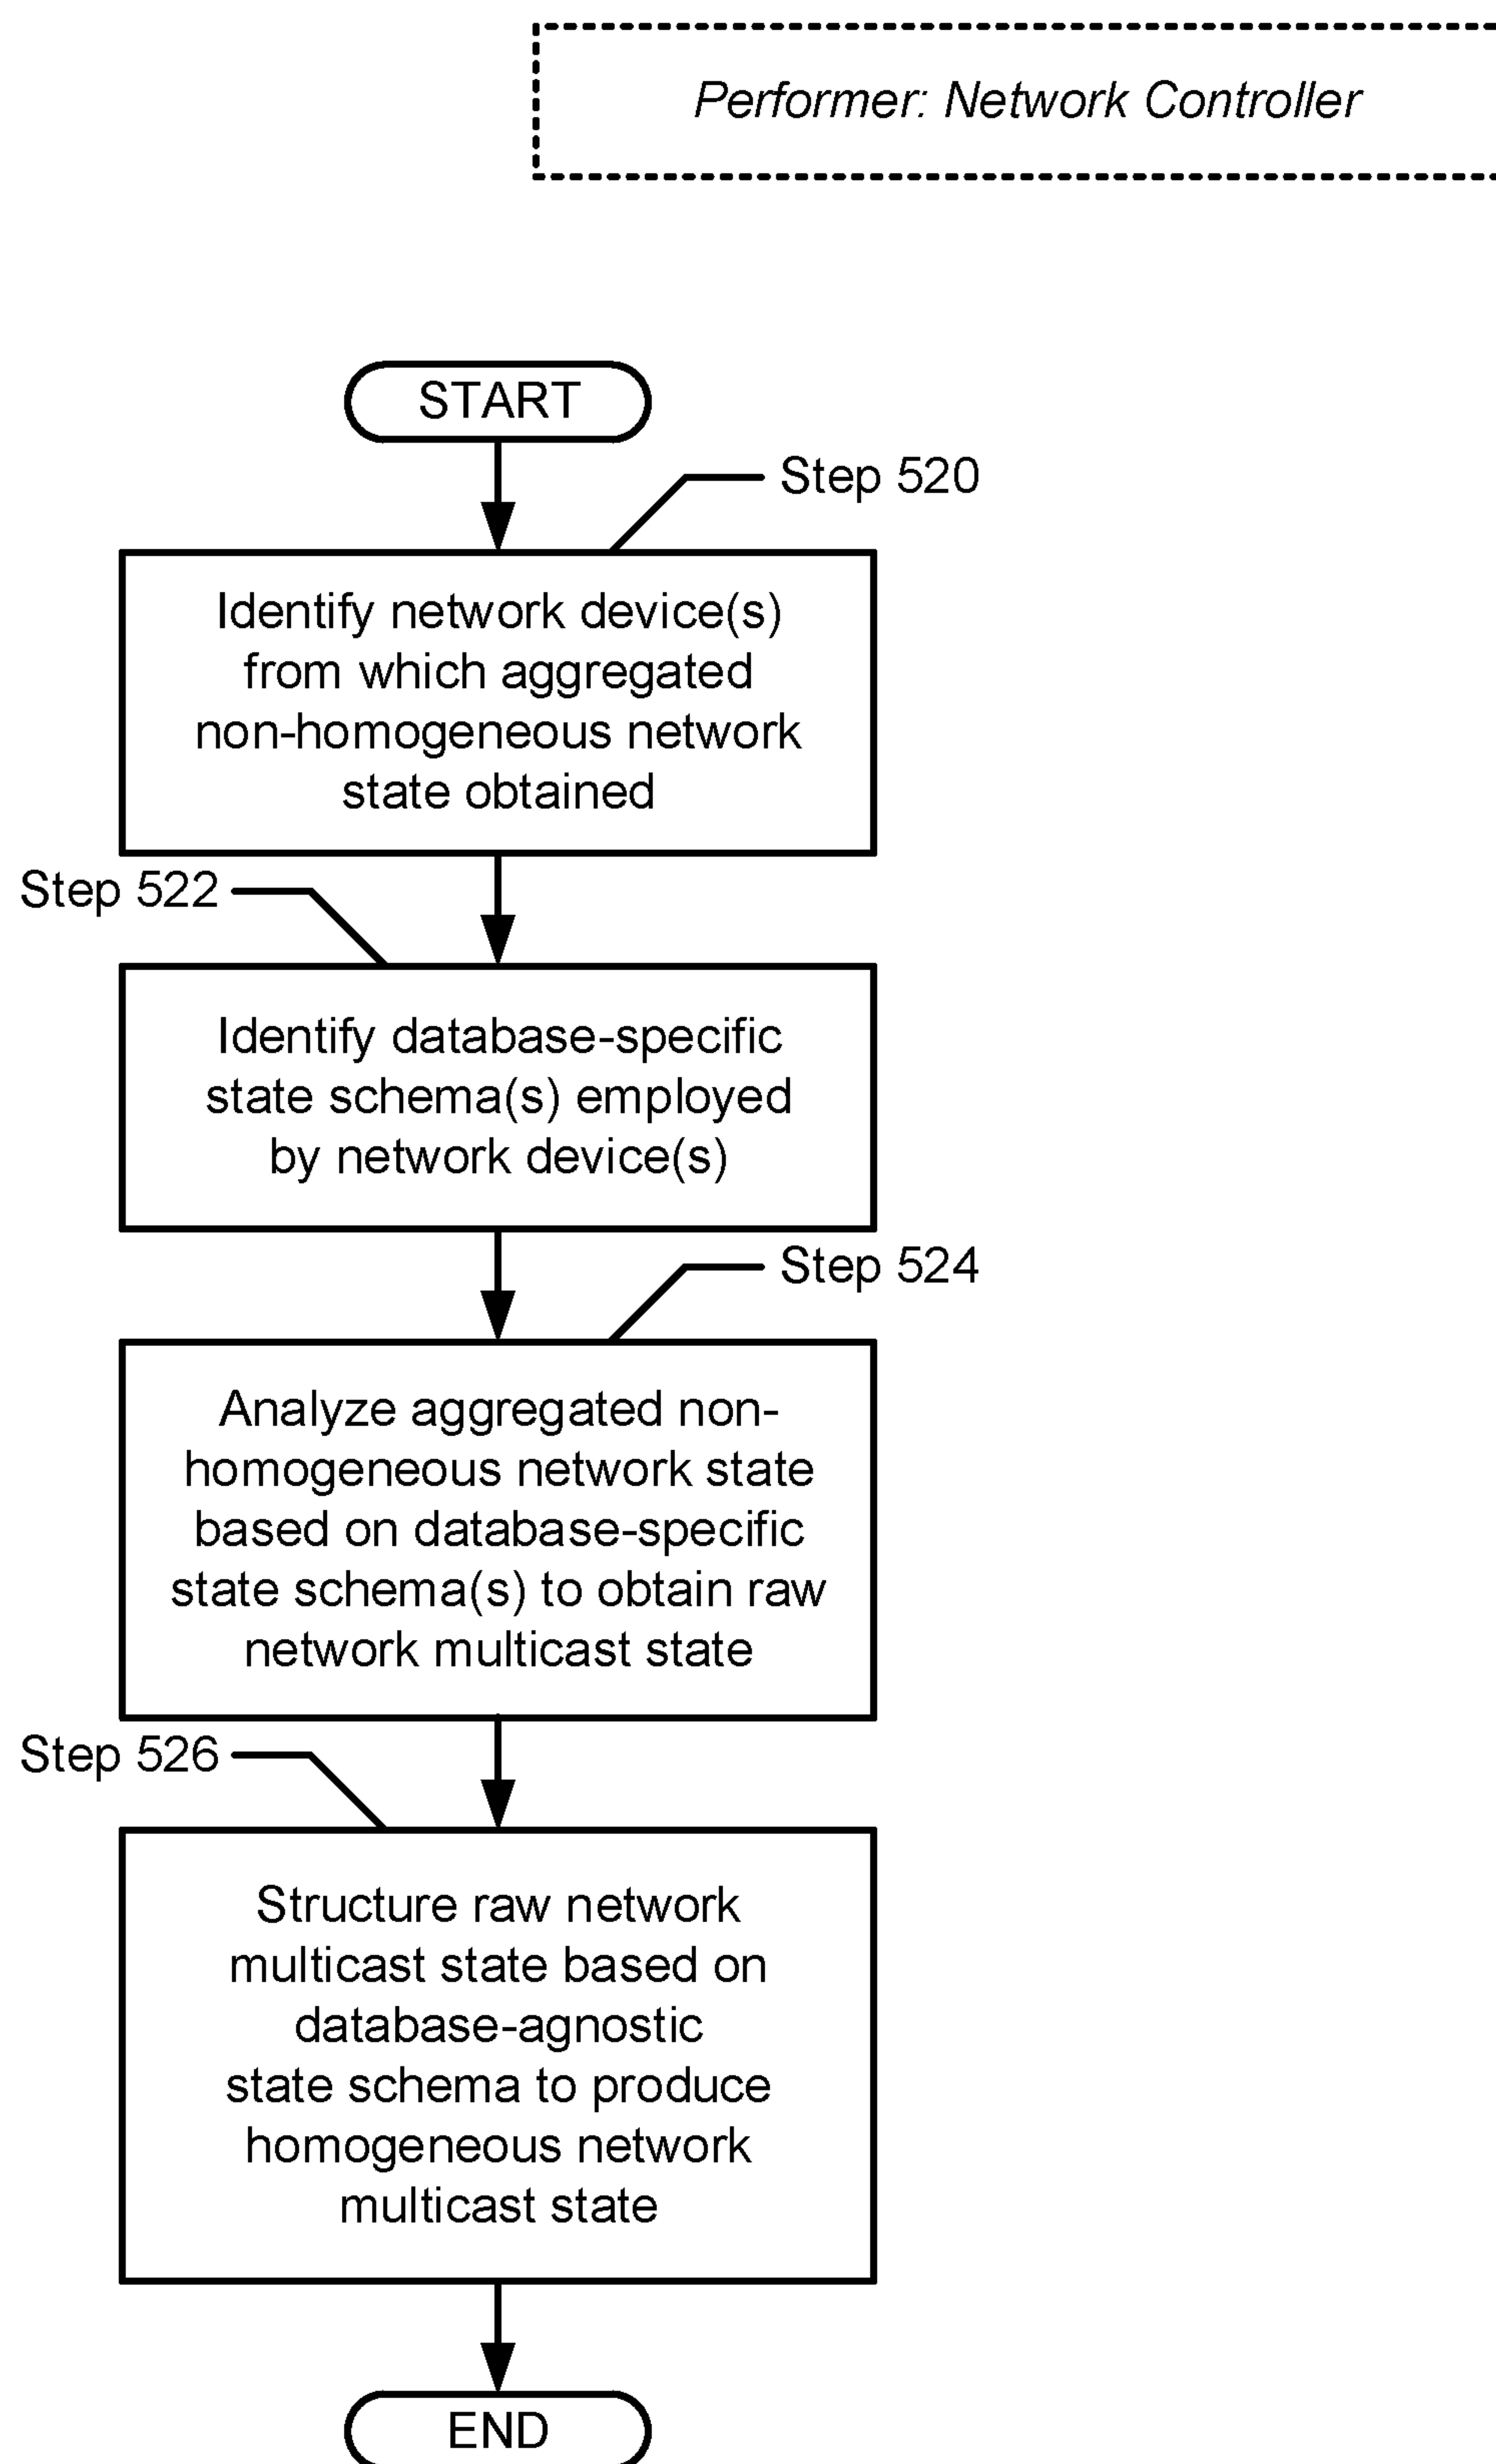 Performer: Network Controller
START
Step 520
Identify network device(s)
from which aggregated
non-homogeneous network
state obtained
Step 522
Identify database-specific
state schema(s) employed
by network device(s)
Step 524
Analyze aggregated non-
homogeneous network state
based on database-specific
state schema(s) to obtain raw
network multicast state
Step 526
Structure raw network
multicast state based on
database-agnostic
state schema to produce
homogeneous network
multicast state
END